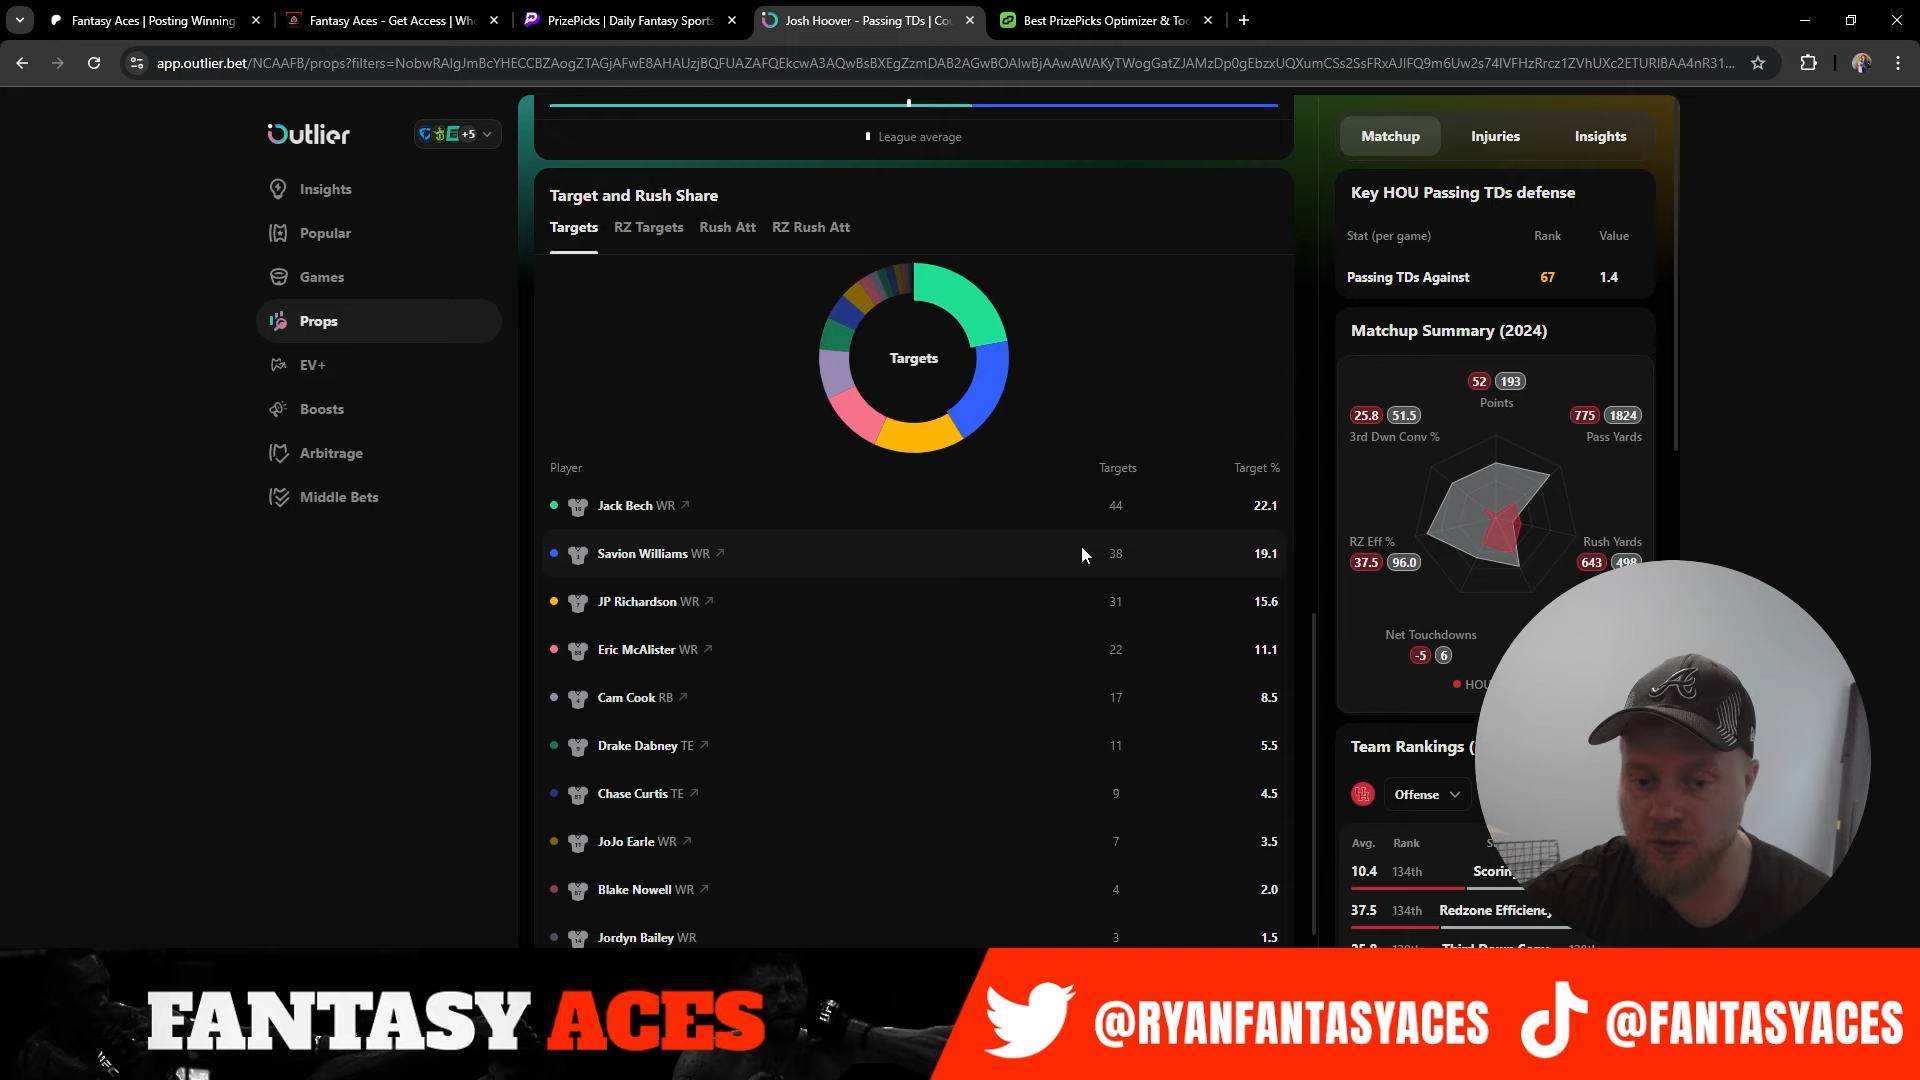 Fantasy Aces | Posting Winning
Fantasy Aces - Get Access | Who
PrizePicks | Daily Fantasy Sports
Josh Hoover - Passing TDs | Co
Best PrizePicks Optimizer & Too
Outlier
+5
Insights
Popular
Games
Props
EV+
Boosts
Arbitrage
Middle Bets
League average
Target and Rush Share
Targets RZ Targets Rush Att RZ Rush Att
Targets
Player Targets Target %
Jack Bech WR 44 22.1
Savion Williams WR 38 19.1
JP Richardson WR 31 15.6
Eric McAlister WR 22 11.1
Cam Cook RB 17 8.5
Drake Dabney TE 11 5.5
Chase Curtis TE 9 4.5
JoJo Earle WR 7 3.5
Blake Nowell WR 4 2.0
Jordyn Bailey WR 3 1.5
Matchup Injuries Insights
Key HOU Passing TDs defense
Stat (per game) Rank Value
Passing TDs Against 67 1.4
Matchup Summary (2024)
52 193
Points
25.8 51.5
3rd Dwn Conv %
775 1824
Pass Yards
RZ Eff %
37.5 96.0
Rush Yards
643 498
Net Touchdowns
-5 6
HOU
Team Rankings (
Offense
Avg. Rank
10.4 134th Scorin
37.5 134th Redzone Efficienc
FANTASY ACES
@RYANFANTASYACES
@FANTASYACES